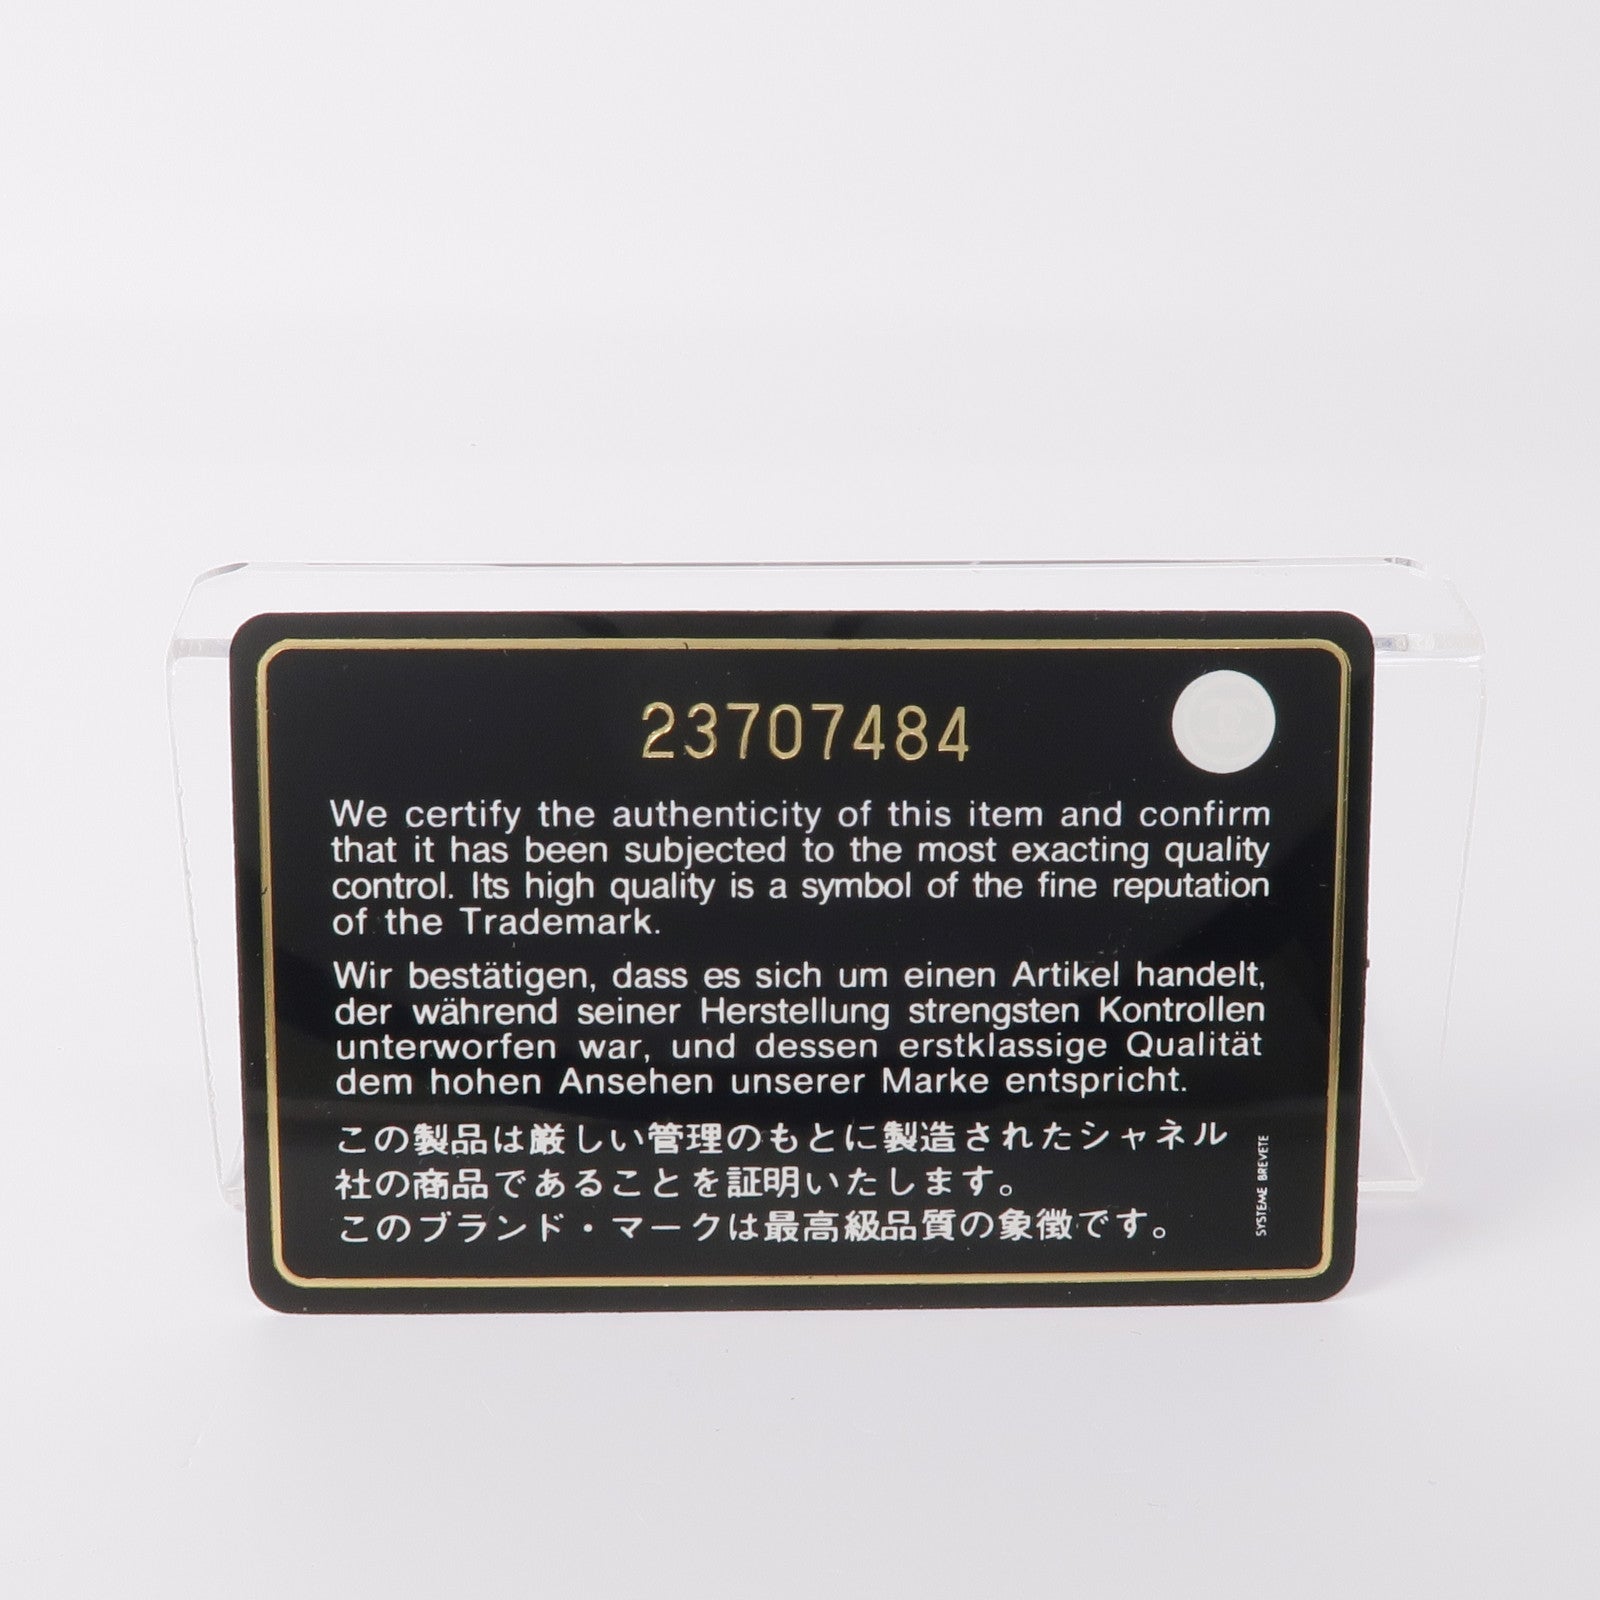 23707484
We certify the authenticity of this item and confirm
that it has been subjected to the most exacting quality
control. Its high quality is a symbol of the fine reputation
of the Trademark.
Wir bestätigen, dass es sich um einen Artikel handelt,
der während seiner Herstellung strengsten Kontrollen
unterworfen war, und dessen erstklassige Qualität
dem hohen Ansehen unserer Marke entspricht.
この製品は厳しい管理のもとに製造されたシャネル
社の商品であることを証明いたします。
このブランド・マークは最高級品質の象徴です。
SYSTEME BREVETE